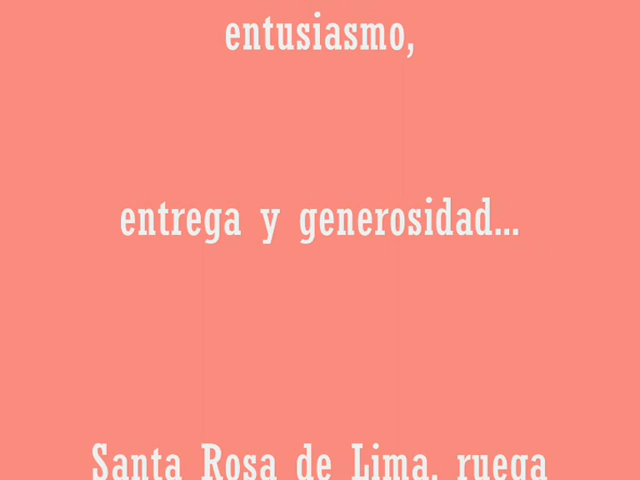 entusiasmo,
entrega y generosidad...
Santa Rosa de Lima, ruega